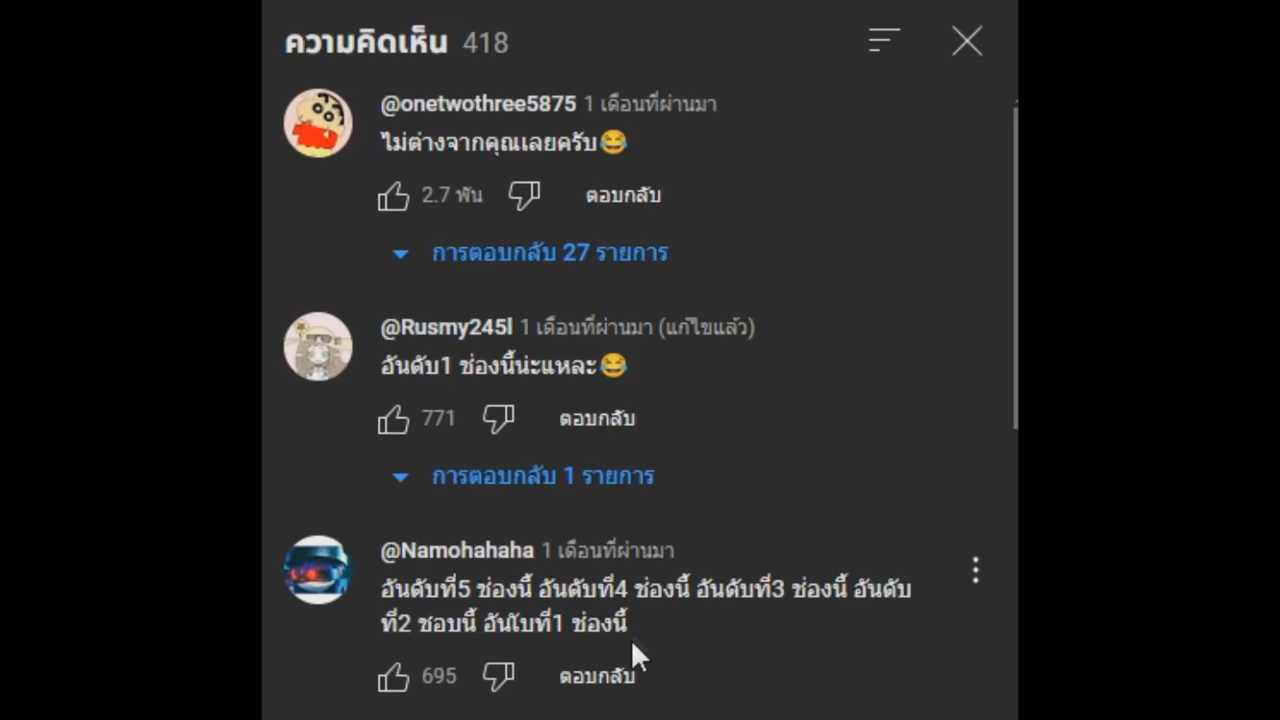 ความคิดเห็น 418
@onetwothree5875 1 เดือนที่ผ่านมา
ไม่ต่างจากคุณเลยครับ😂
2.7 พัน ตอบกลับ
การตอบกลับ 27 รายการ
@Rusmy245l 1 เดือนที่ผ่านมา (แก้ไขแล้ว)
อันดับ1 ช่องนี้น่ะแหละ😂
771 ตอบกลับ
การตอบกลับ 1 รายการ
@Namohahaha 1 เดือนที่ผ่านมา
อันดับที่5 ช่องนี้ อันดับที่4 ช่องนี้ อันดับที่3 ช่องนี้ อันดับ
ที่2 ชอบนี้ อันใบที่1 ช่องนี้
695 ตอบกลับ